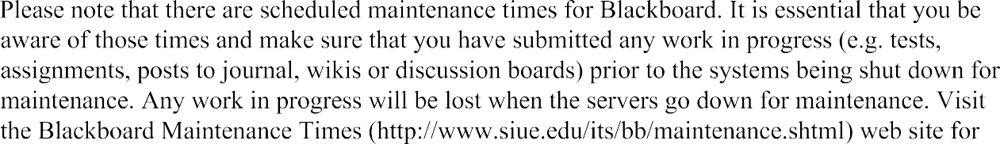 Please note that there are scheduled maintenance times for Blackboard. It is essential that you be
aware of those times and make sure that you have submitted any work in progress (e.g. tests,
assignments, posts to journal, wikis or discussion boards) prior to the systems being shut down for
maintenance. Any work in progress will be lost when the servers go down for maintenance. Visit
the Blackboard Maintenance Times (http://www.siue.edu/its/bb/maintenance.shtml) web site for